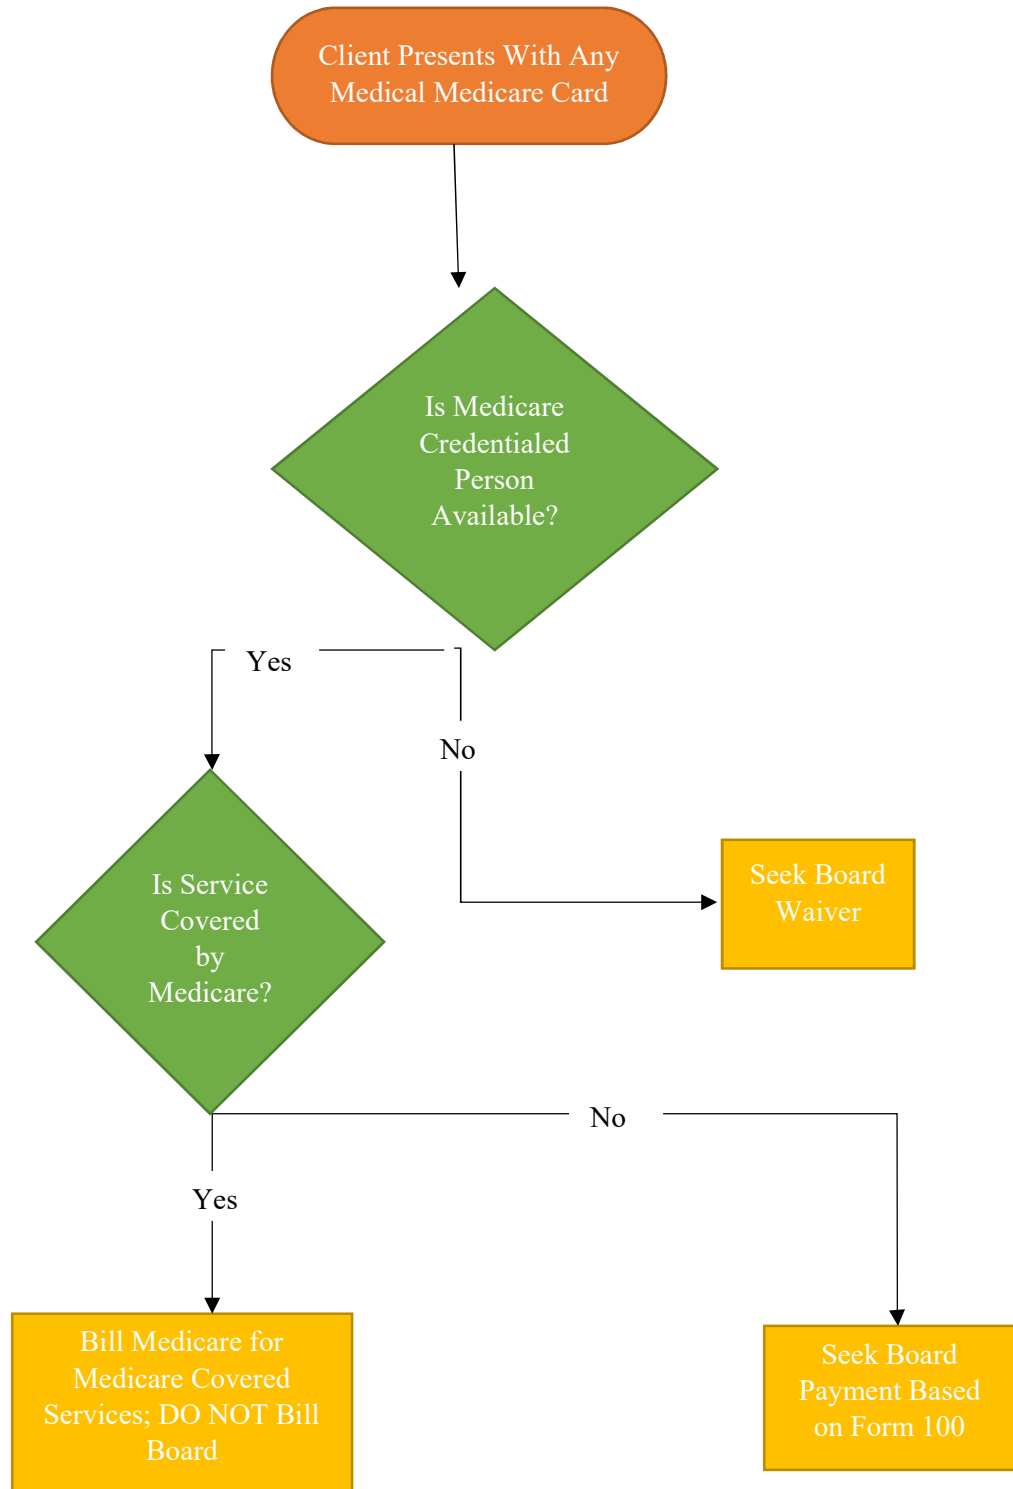 Client Presents With Any
Medical Medicare Card
Is Medicare
Credentialed
Person
Available?
Yes
No
Is Service
Covered
by
Medicare?
Seek Board
Waiver
No
Yes
Bill Medicare for
Medicare Covered
Services; DO NOT Bill
Board
Seek Board
Payment Based
on Form 100